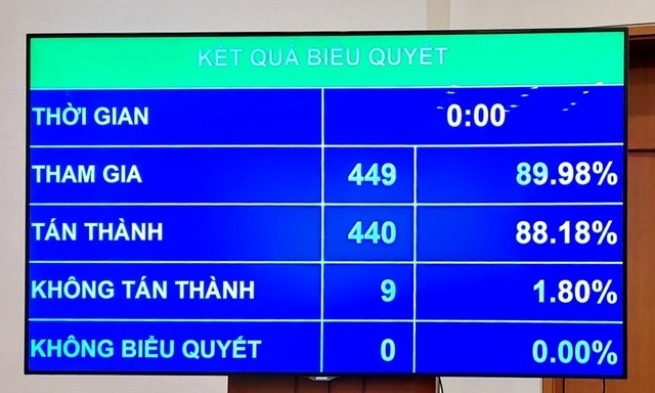 KẾT QUẢ BIỂU QUYẾT
THỜI GIAN 0:00
THAM GIA 449 89.98%
TÁN THÀNH 440 88.18%
KHÔNG TÁN THÀNH 9 1.80%
KHÔNG BIỂU QUYẾT 0 0.00%